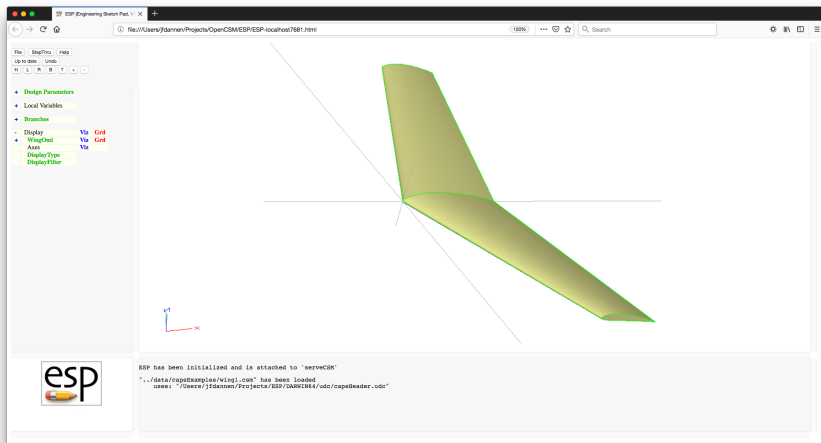 ESP (Engineering Sketch Pad, V
file:///Users/jfdannen/Projects/OpenCSM/ESP/ESP-localhost7681.html
120%
Search
File StepThru Help
Up to date Undo
H L R B T + -
+ Design Parameters
+ Local Variables
+ Branches
- Display Viz Grd
+ WingOml Viz Grd
Axes Viz
DisplayType
DisplayFilter
Z
X
ESP has been initialized and is attached to 'serveCSM'
"../data/capsExamples/wing1.csm" has been loaded
uses: "/Users/jfdannen/Projects/ESP/DARWIN64/udc/capsHeader.udc"
esp